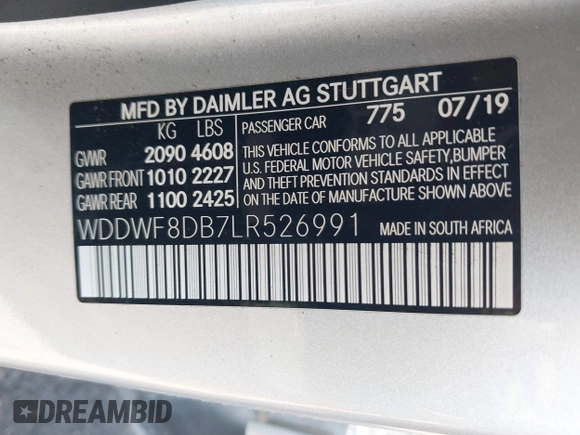 MFD BY DAIMLER AG STUTTGART
KG LBS
GVWR 2090 4608
GAWR FRONT 1010 2227
GAWR REAR 1100 2425
PASSENGER CAR 775 07/19
THIS VEHICLE CONFORMS TO ALL APPLICABLE
U.S. FEDERAL MOTOR VEHICLE SAFETY, BUMPER
AND THEFT PREVENTION STANDARDS IN EFFECT
ON THE DATE OF MANUFACTURE SHOWN ABOVE
WDDWF8DB7LR526991
MADE IN SOUTH AFRICA
DREAMBID